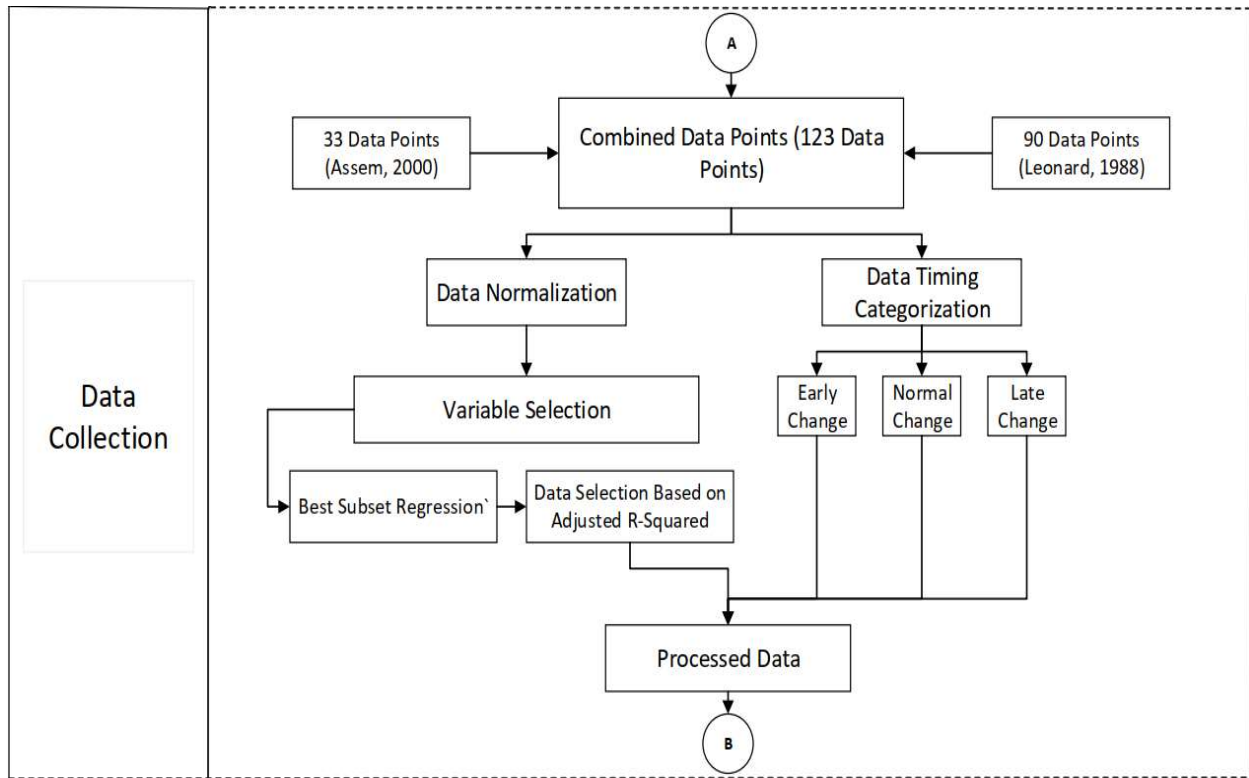 A
33 Data Points
(Assem, 2000)
Combined Data Points (123 Data
Points)
90 Data Points
(Leonard, 1988)
Data Normalization
Data Timing
Categorization
Data
Collection
Variable Selection
Early
Change
Normal
Change
Late
Change
Best Subset Regression`
Data Selection Based on
Adjusted R-Squared
Processed Data
B